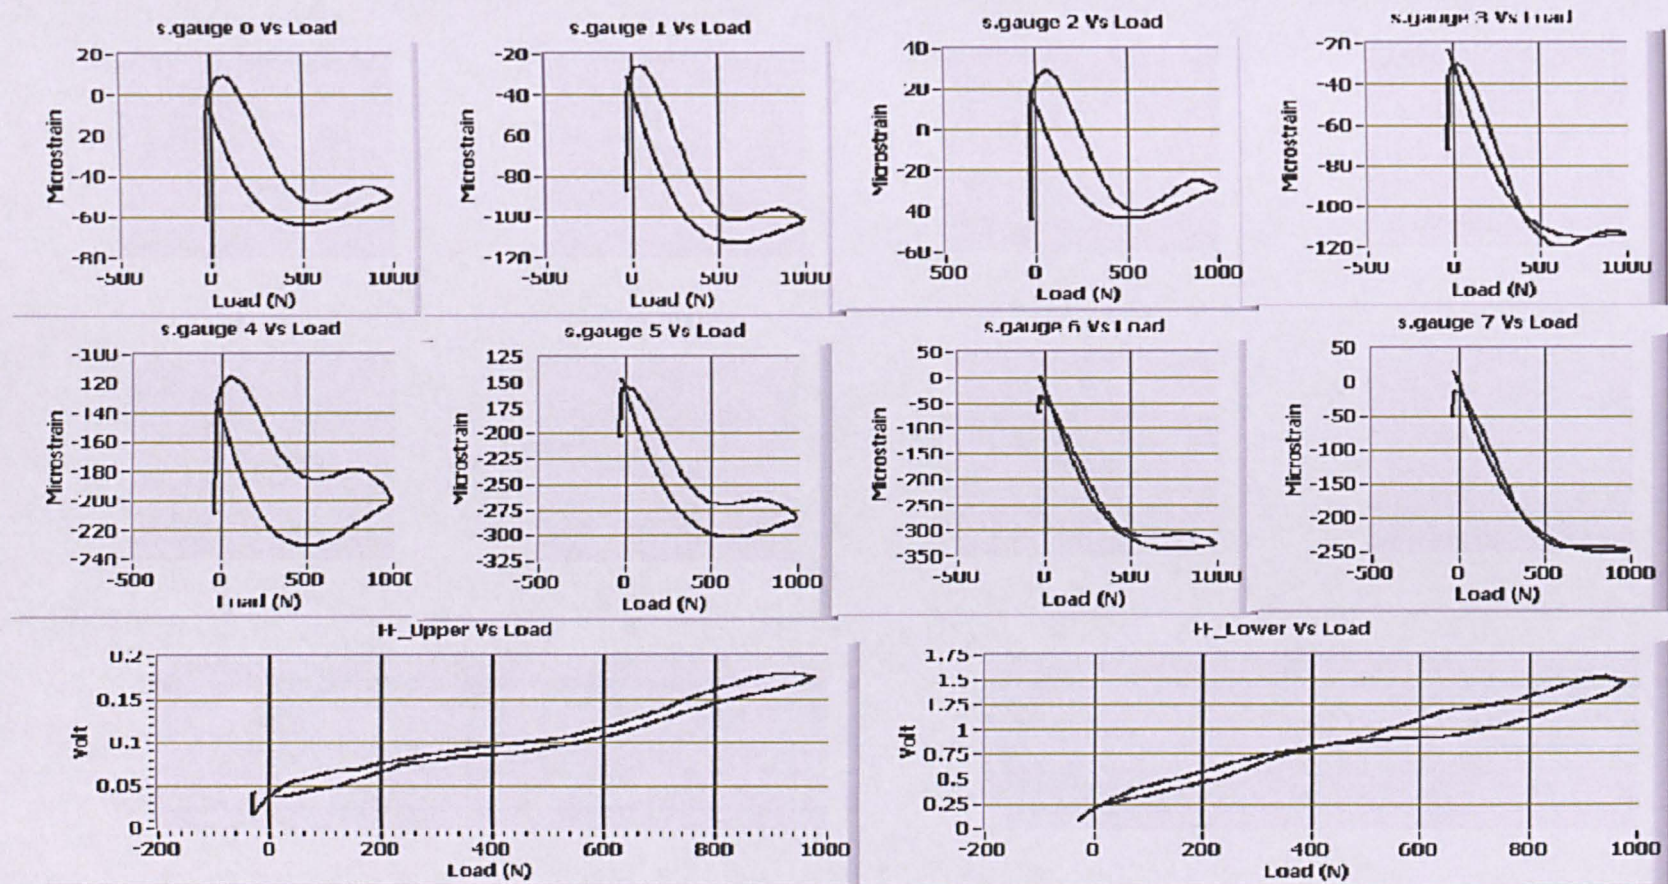 s.gauge 0 Vs Load
20
0
20
-40
-60
-80
Microstrain
-500 0 500 1000
Load (N)
s.gauge 1 Vs Load
-20
-40
60
80
-100
-120
Microstrain
-500 0 500 1000
Load (N)
s.gauge 2 Vs Load
40
20
0
-20
40
-60
Microstrain
500 0 500 1000
Load (N)
s.gauge 3 Vs Load
-20
-40
-60
-80
-100
-120
Microstrain
-500 0 500 1000
Load (N)
s.gauge 4 Vs Load
-100
120
-140
-160
-180
-200
-220
-240
Microstrain
-500 0 500 1000
Load (N)
s.gauge 5 Vs Load
125
150
175
200
225
250
275
-300
-325
Microstrain
-500 0 500 1000
Load (N)
s.gauge 6 Vs Load
50
0
-50
100
-150
-200
250
300
350
Microstrain
-500 0 500 1000
Load (N)
s.gauge 7 Vs Load
50
0
-50
-100
-150
-200
-250
Microstrain
-500 0 500 1000
Load (N)
FF_Upper Vs Load
0.2
0.15
0.1
0.05
0
Volt
-200 0 200 400 600 800 1000
Load (N)
FF_Lower Vs Load
1.75
1.5
1.75
1
0.75
0.5
0.25
0
Volt
-200 0 200 400 600 800 1000
Load (N)